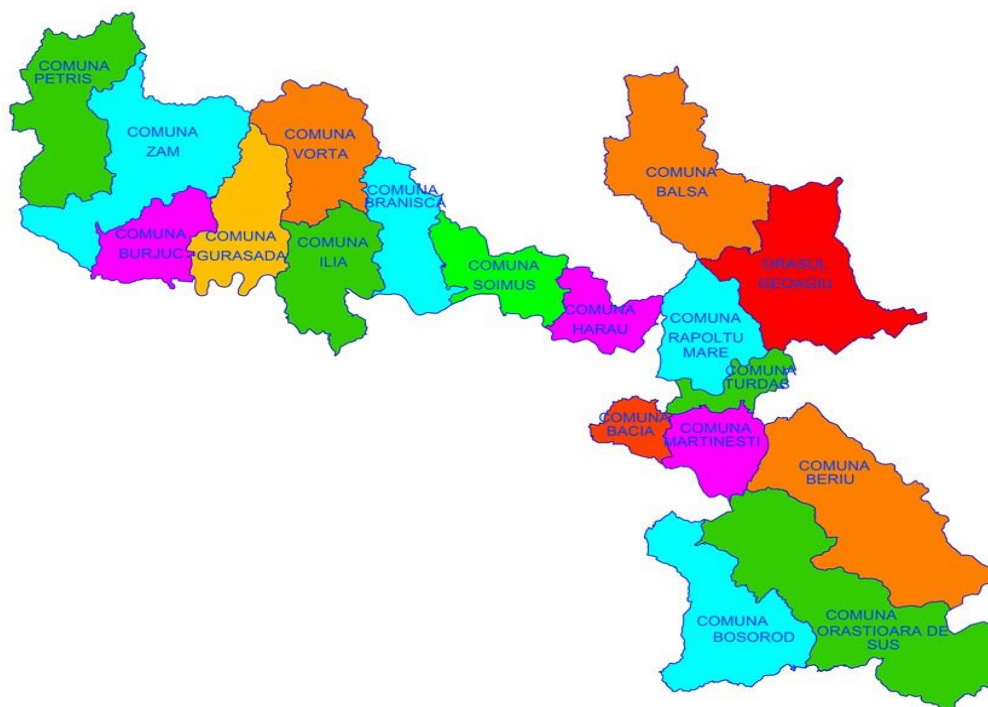 COMUNA
PETRIS
COMUNA
ZAM
COMUNA
VORTA
COMUNA
BALSA
COMUNA
BRANISCA
COMUNA
BURJUC
COMUNA
GURASADA
COMUNA
ILIA
COMUNA
SOIMUS
ORASUL
GEOAGIU
COMUNA
HARAU
COMUNA
RAPOLTU
MARE
COMUNA
TURDAS
COMUNA
BACIA
COMUNA
MARTINESTI
COMUNA
BERIU
COMUNA
BOSOROD
COMUNA
ORASTIOARA DE
SUS